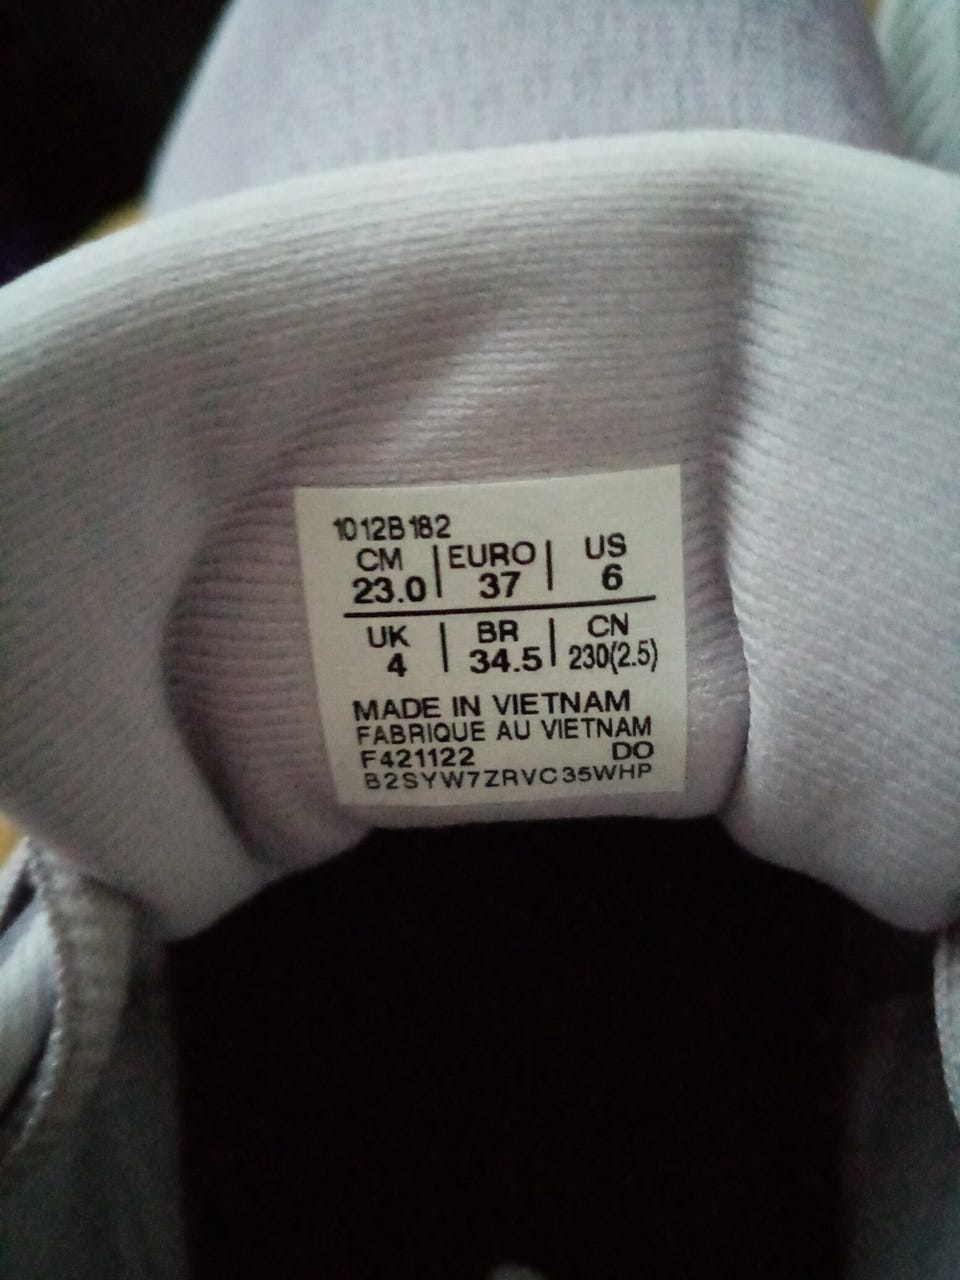 1012B182
CM | EURO | US
23.0 | 37 | 6
UK | BR | CN
4 | 34.5 | 230(2.5)
MADE IN VIETNAM
FABRIQUE AU VIETNAM
F421122 DO
B2SYW7ZRVC35WHP